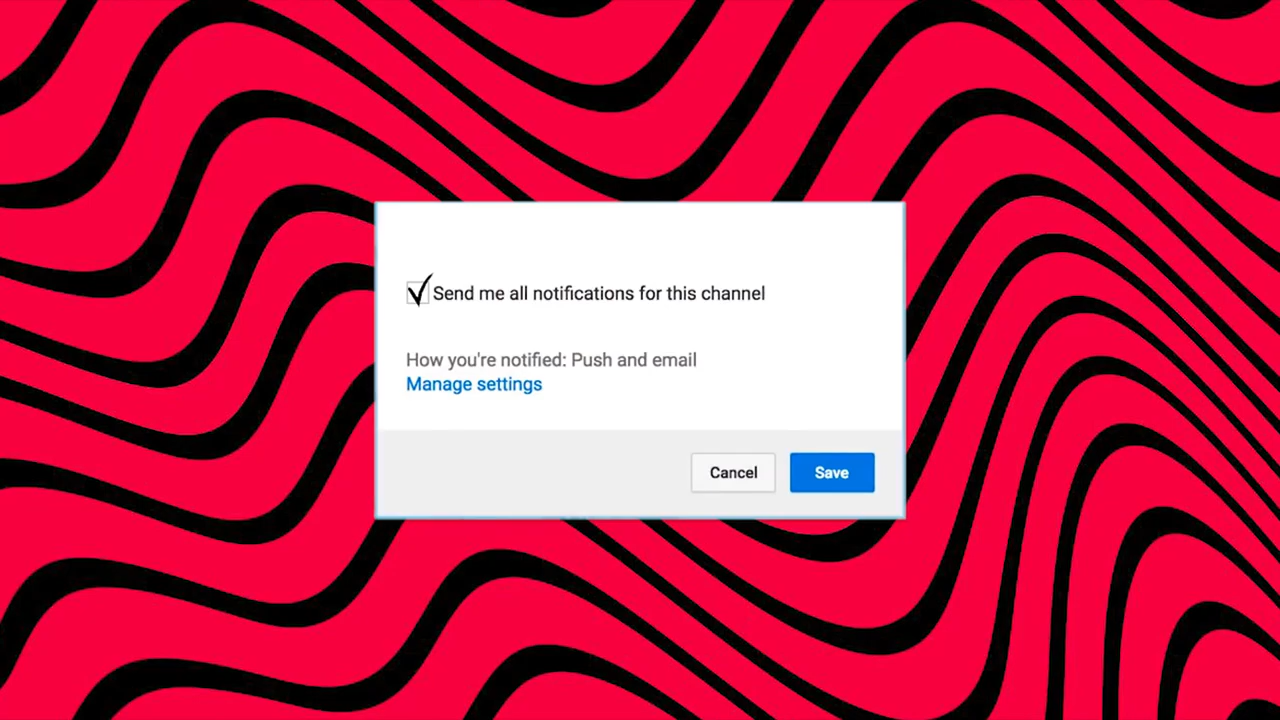 Send me all notifications for this channel
How you're notified: Push and email
Manage settings
Cancel
Save